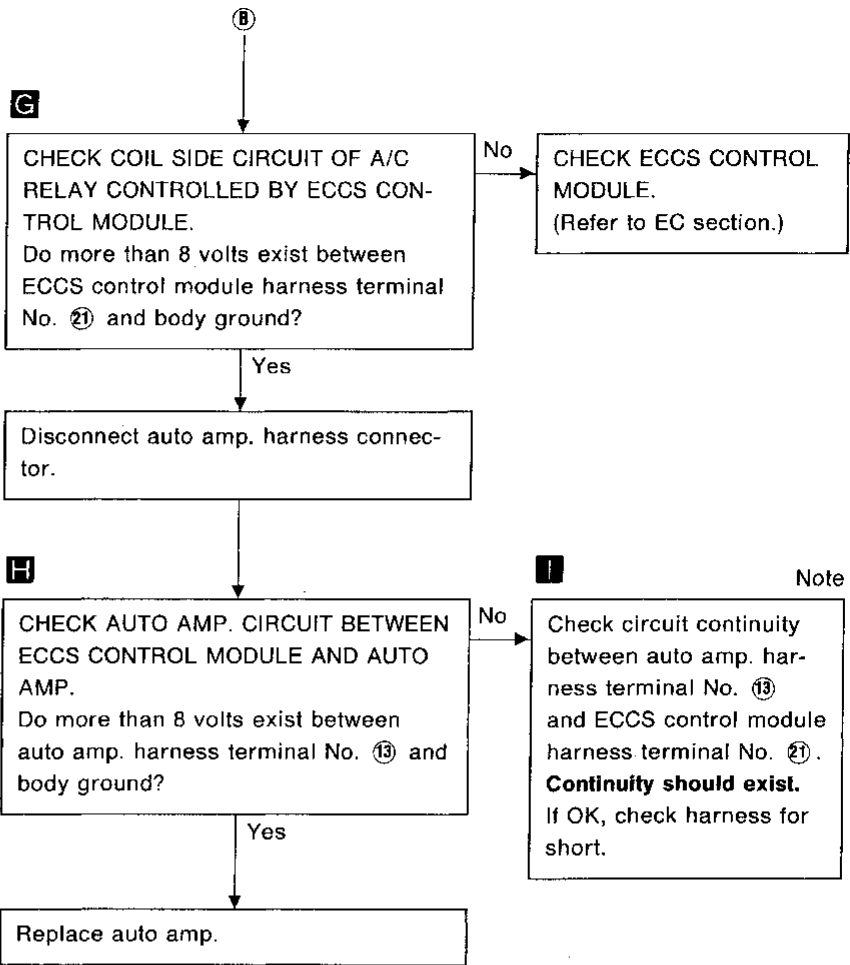 B
G
CHECK COIL SIDE CIRCUIT OF A/C
RELAY CONTROLLED BY ECCS CON-
TROL MODULE.
Do more than 8 volts exist between
ECCS control module harness terminal
No. ㉑ and body ground?
No
CHECK ECCS CONTROL
MODULE.
(Refer to EC section.)
Yes
Disconnect auto amp. harness connec-
tor.
H
CHECK AUTO AMP. CIRCUIT BETWEEN
ECCS CONTROL MODULE AND AUTO
AMP.
Do more than 8 volts exist between
auto amp. harness terminal No. ⑬ and
body ground?
No
I
Note
Check circuit continuity
between auto amp. har-
ness terminal No. ⑬
and ECCS control module
harness terminal No. ㉑.
Continuity should exist.
If OK, check harness for
short.
Yes
Replace auto amp.